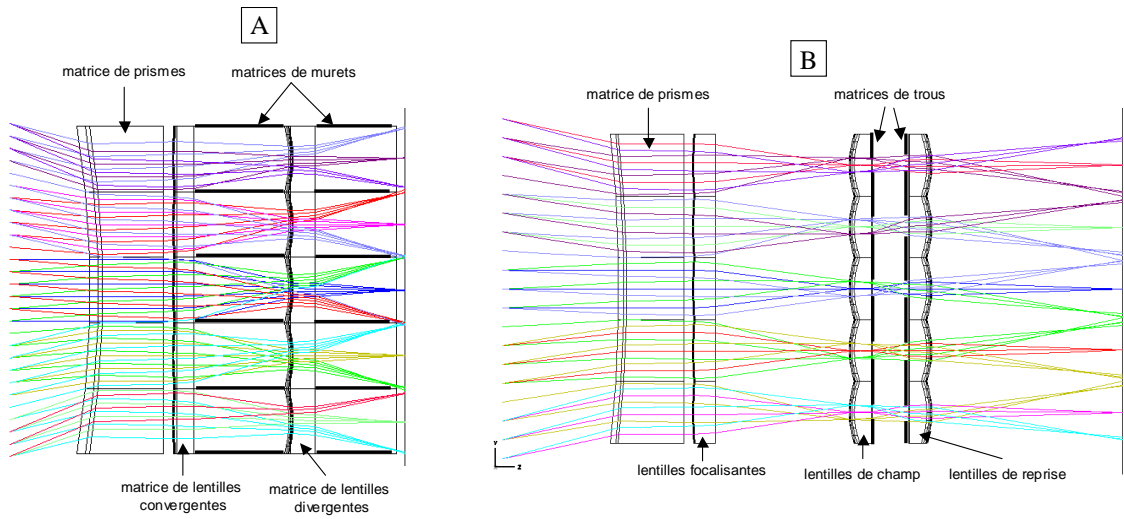 A
matrice de prismes
matrices de murets
matrice de lentilles
convergentes
matrice de lentilles
divergentes
B
matrice de prismes
matrices de trous
Y
Z
lentilles focalisantes
lentilles de champ
lentilles de reprise